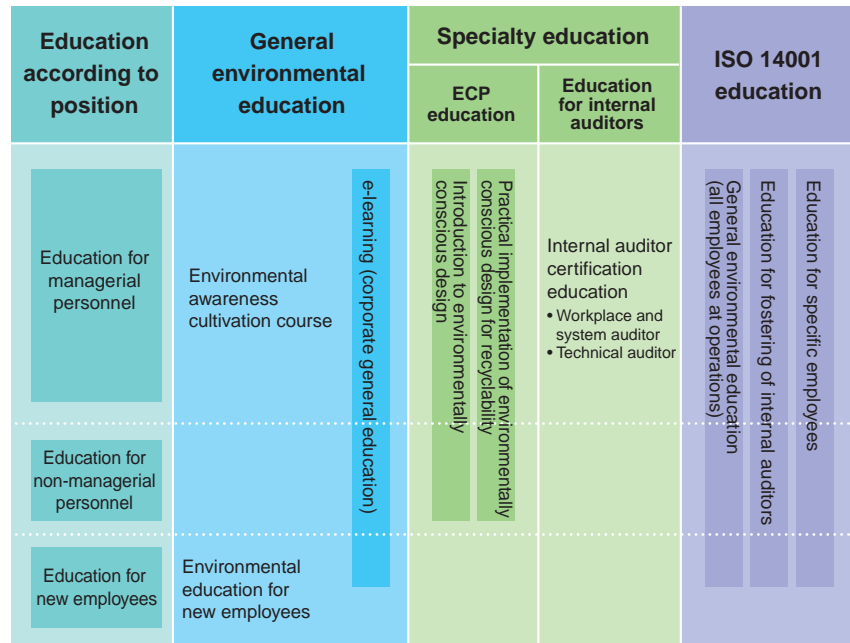 Education
according to
position
General
environmental
education
Specialty education
ECP
education
Education
for internal
auditors
ISO 14001
education
Education for
managerial
personnel
Environmental
awareness
cultivation course
e-learning (corporate general education)
Introduction to environmentally
conscious design
Practical implementation of environmentally
conscious design for recyclability
Internal auditor
certification
education
• Workplace and
system auditor
• Technical auditor
General environmental education
(all employees at operations)
Education for fostering of internal auditors
Education for specific employees
Education for
non-managerial
personnel
Education for
new employees
Environmental
education for
new employees